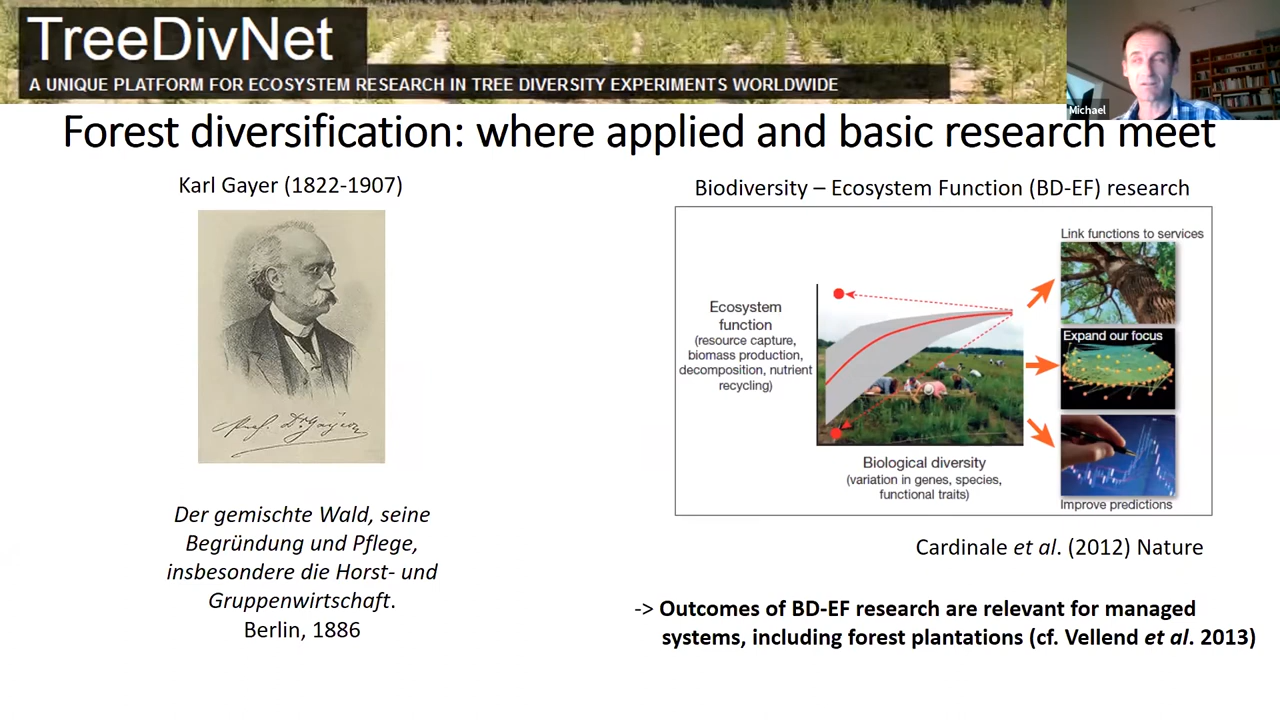 TreeDivNet
A UNIQUE PLATFORM FOR ECOSYSTEM RESEARCH IN TREE DIVERSITY EXPERIMENTS WORLDWIDE
Michael
Forest diversification: where applied and basic research meet
Karl Gayer (1822-1907)
Der gemischte Wald, seine
Begründung und Pflege,
insbesondere die Horst- und
Gruppenwirtschaft.
Berlin, 1886
Biodiversity – Ecosystem Function (BD-EF) research
Link functions to services
Ecosystem
function
(resource capture,
biomass production,
decomposition, nutrient
recycling)
Expand our focus
Biological diversity
(variation in genes, species,
functional traits)
Improve predictions
Cardinale et al. (2012) Nature
-> Outcomes of BD-EF research are relevant for managed
systems, including forest plantations (cf. Vellend et al. 2013)